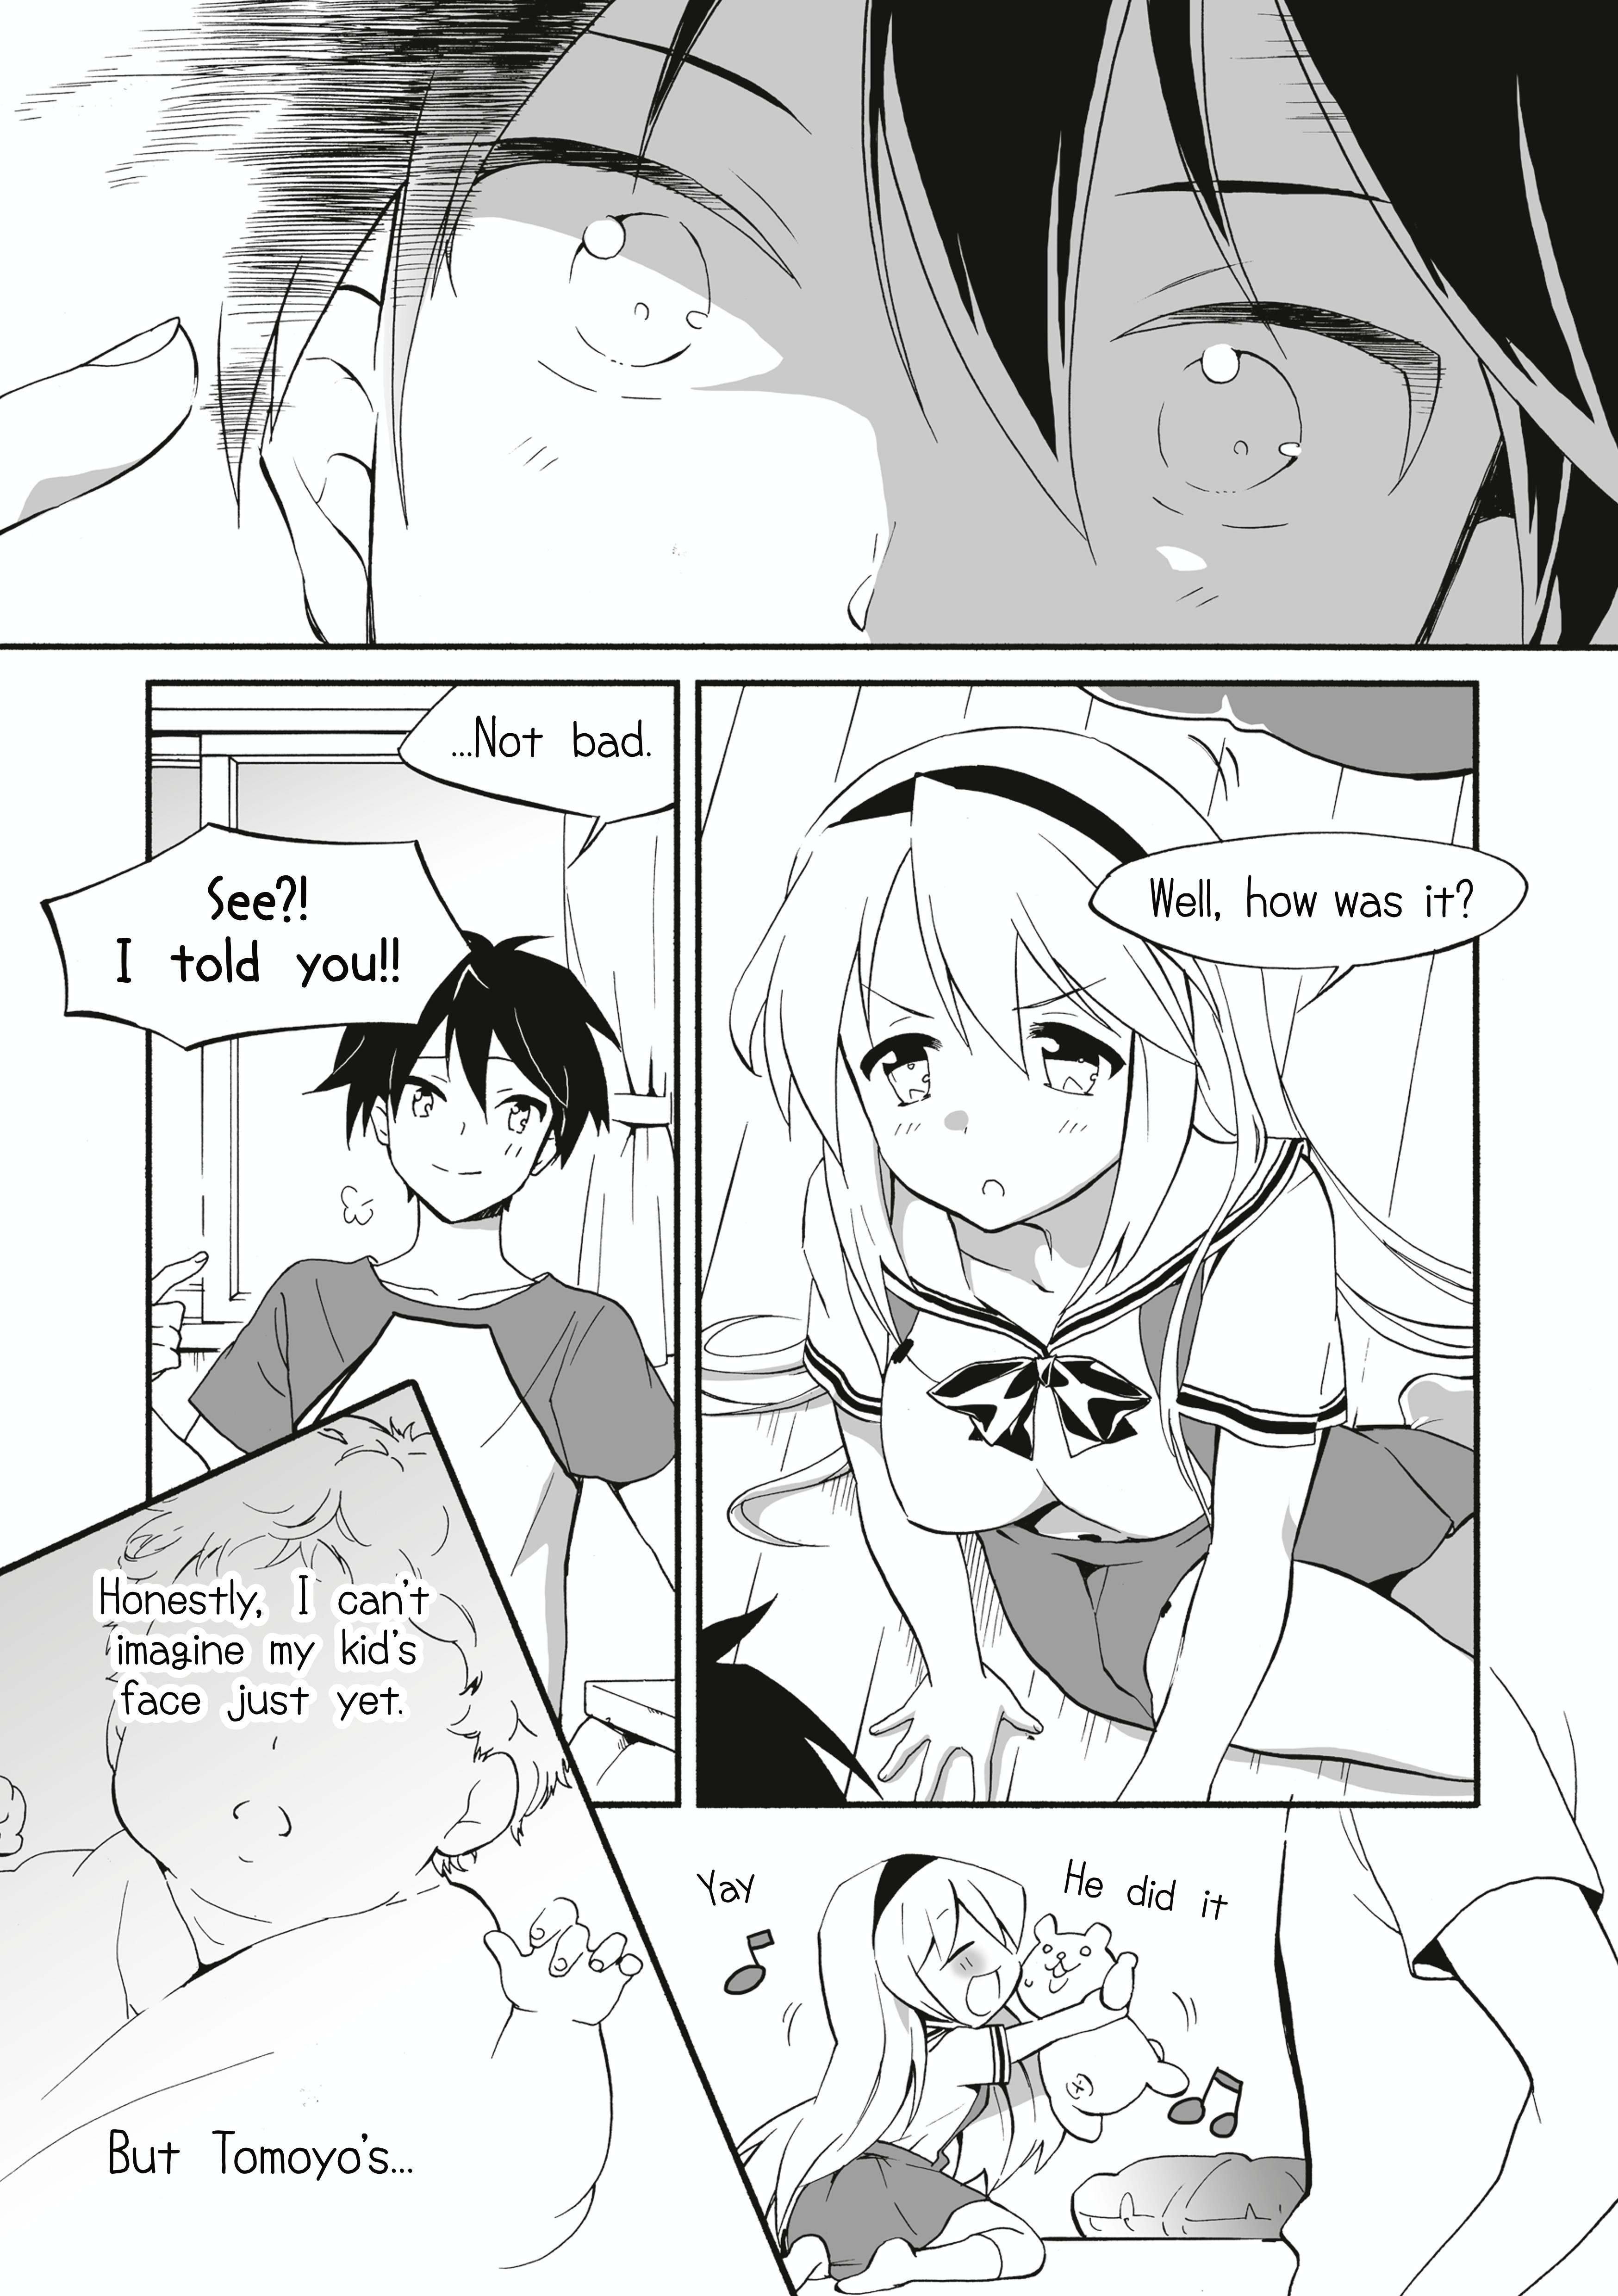 Well, how was it?
...Not bad.
See?!
I told you!!
He did it
Yay
Honestly, I can't
imagine my kid's
face just yet.
But Tomoyo's...